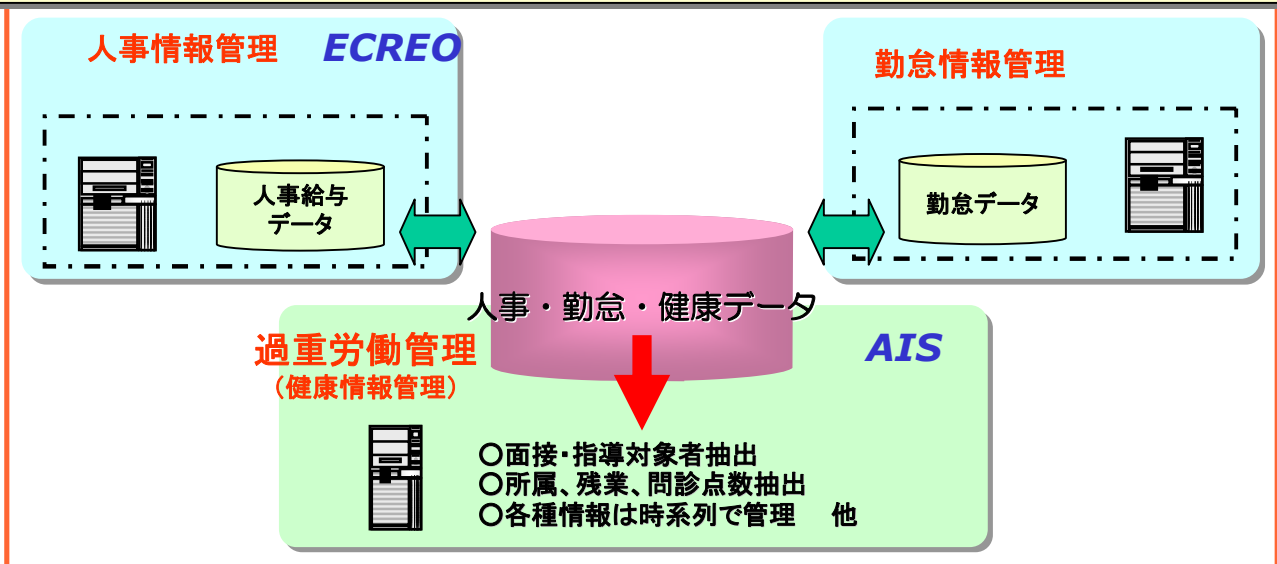 人事情報管理 ECREO
勤怠情報管理
人事給与
データ
勤怠データ
人事・勤怠・健康データ
過重労働管理
（健康情報管理）
AIS
○面接・指導対象者抽出
○所属、残業、問診点数抽出
○各種情報は時系列で管理 他